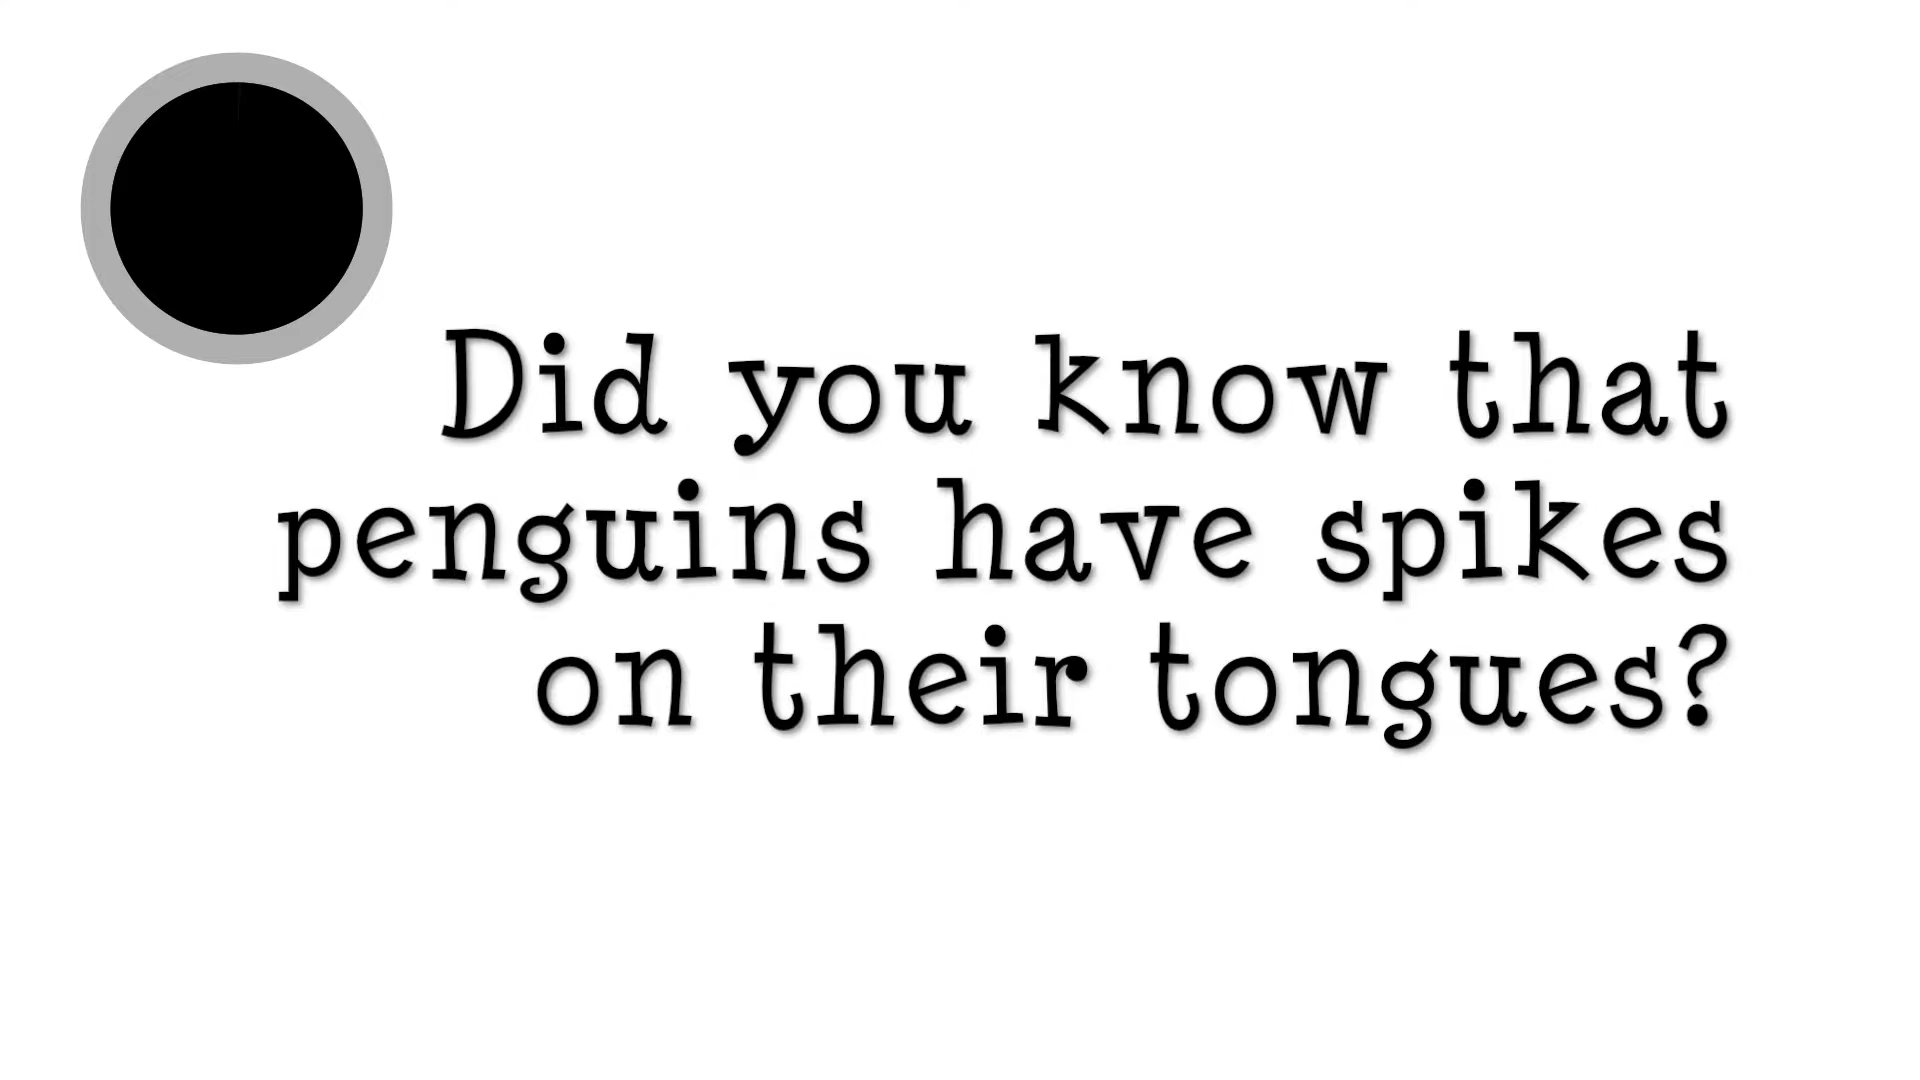 Did you know that
penguins have spikes
on their tongues?